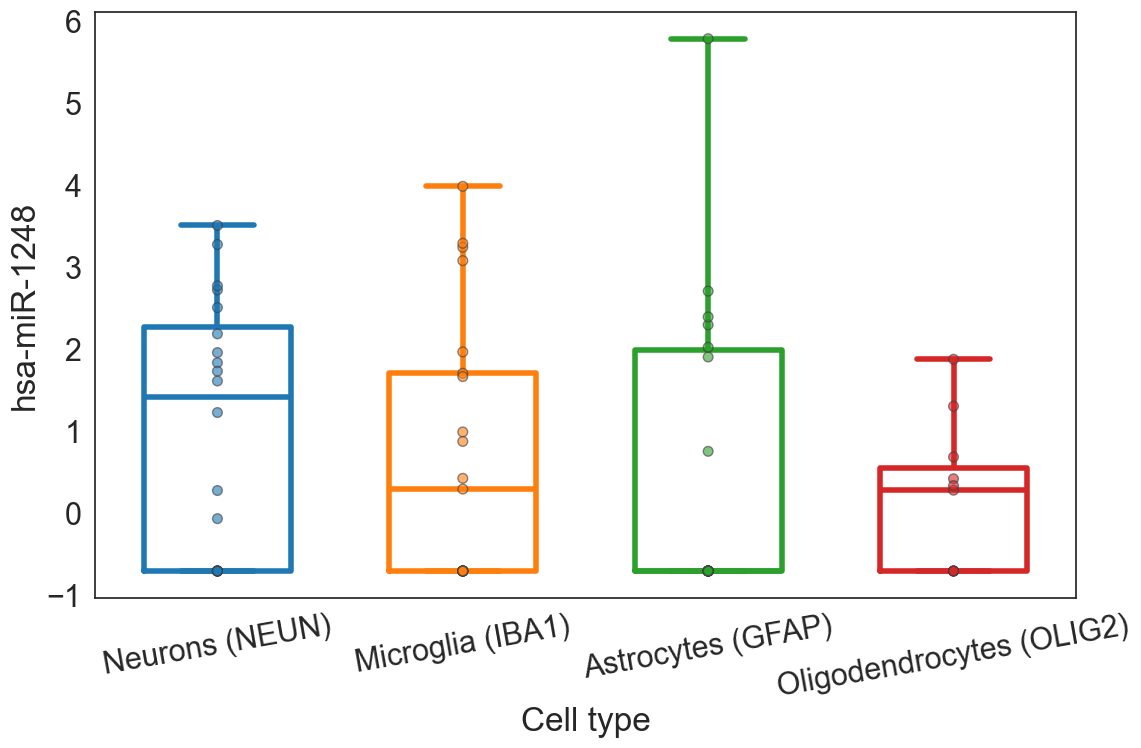 6
5
4
3
2
1
0
−1
hsa-miR-1248
Neurons (NEUN)
Microglia (IBA1)
Astrocytes (GFAP)
Oligodendrocytes (OLIG2)
Cell type